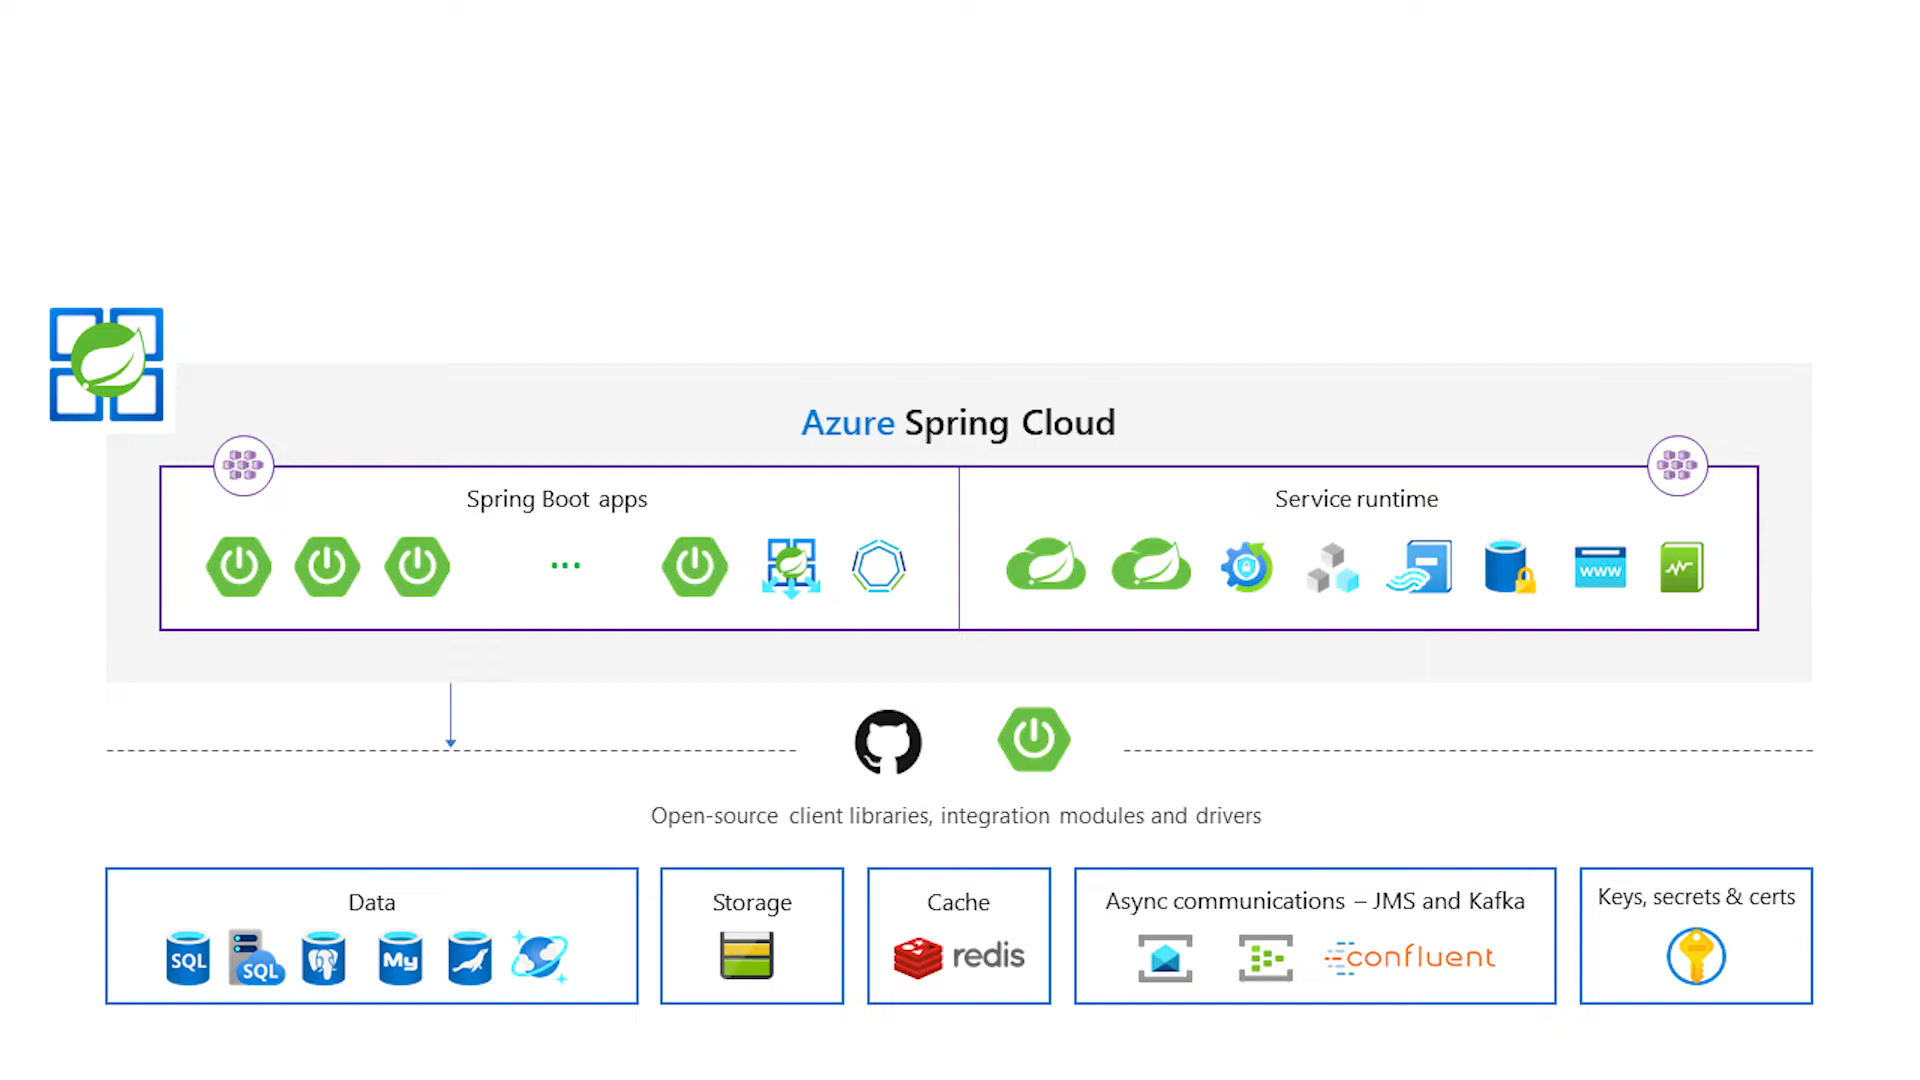 Azure Spring Cloud
Spring Boot apps
Service runtime
...
www
Open-source client libraries, integration modules and drivers
Data
SQL
SQL
My
Storage
Cache
redis
Async communications – JMS and Kafka
confluent
Keys, secrets & certs